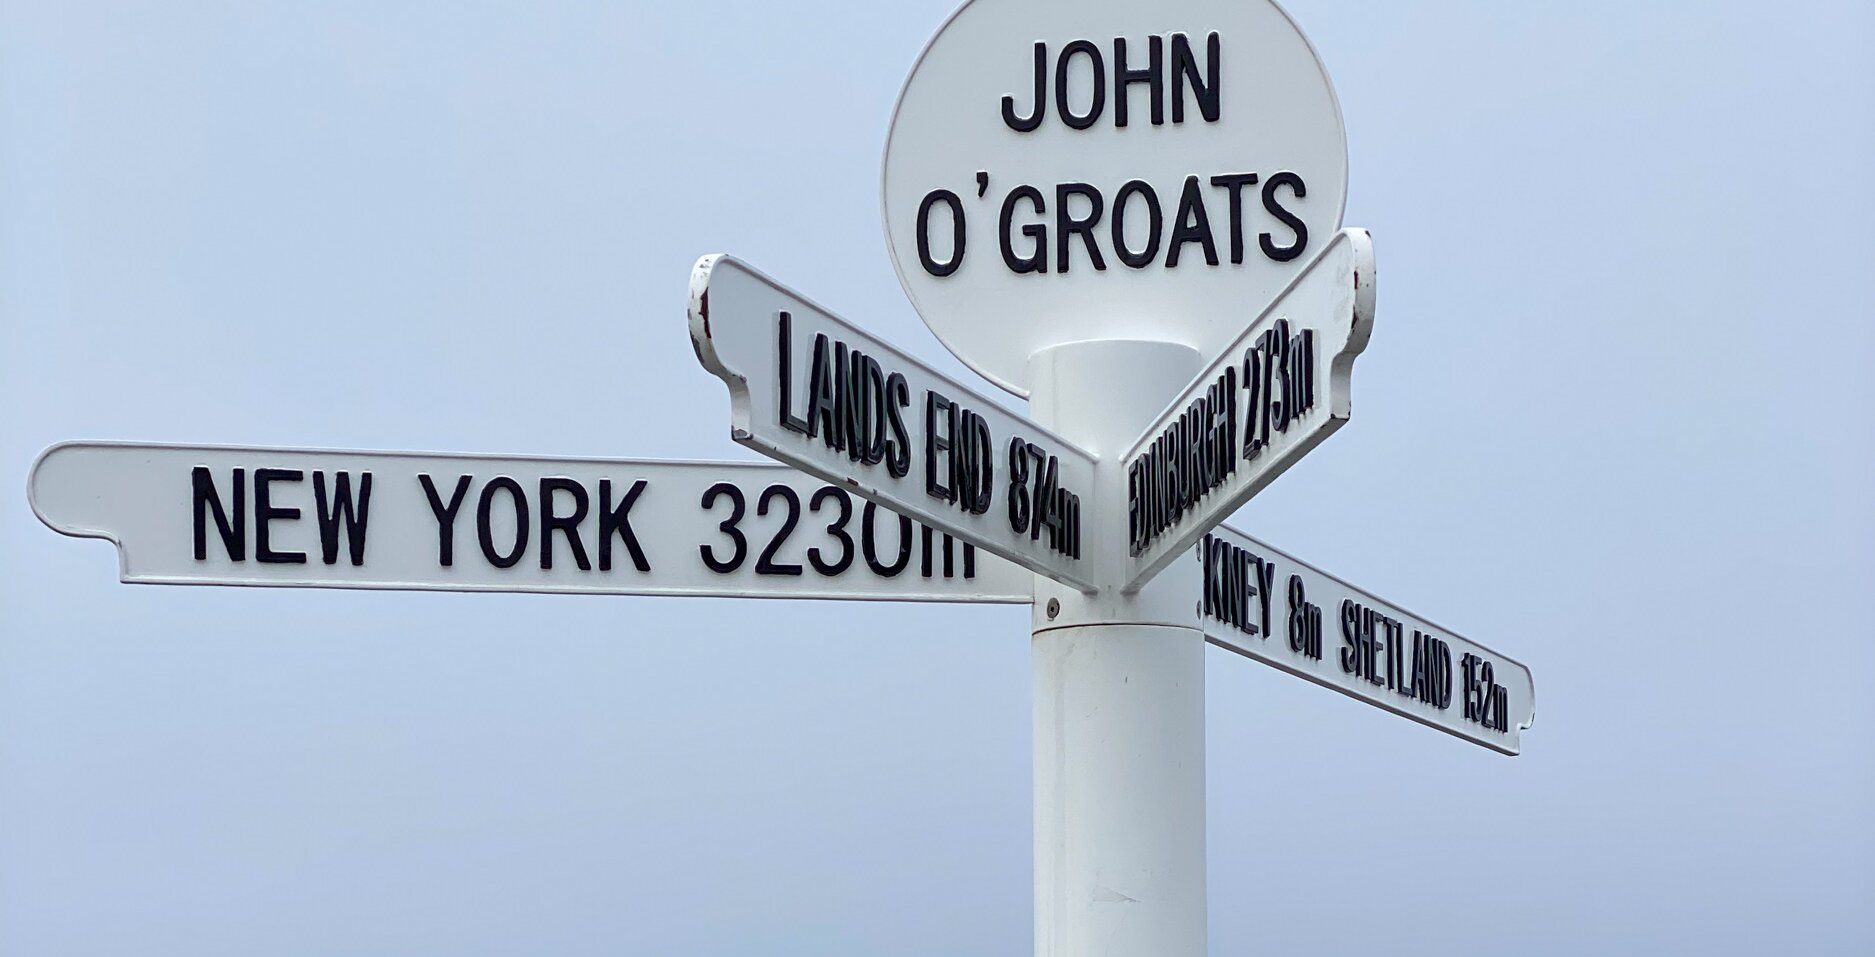 JOHN
O'GROATS
LANDS END 874m
EDINBURGH 273m
NEW YORK 3230m
KNEY 8m SHETLAND 152m